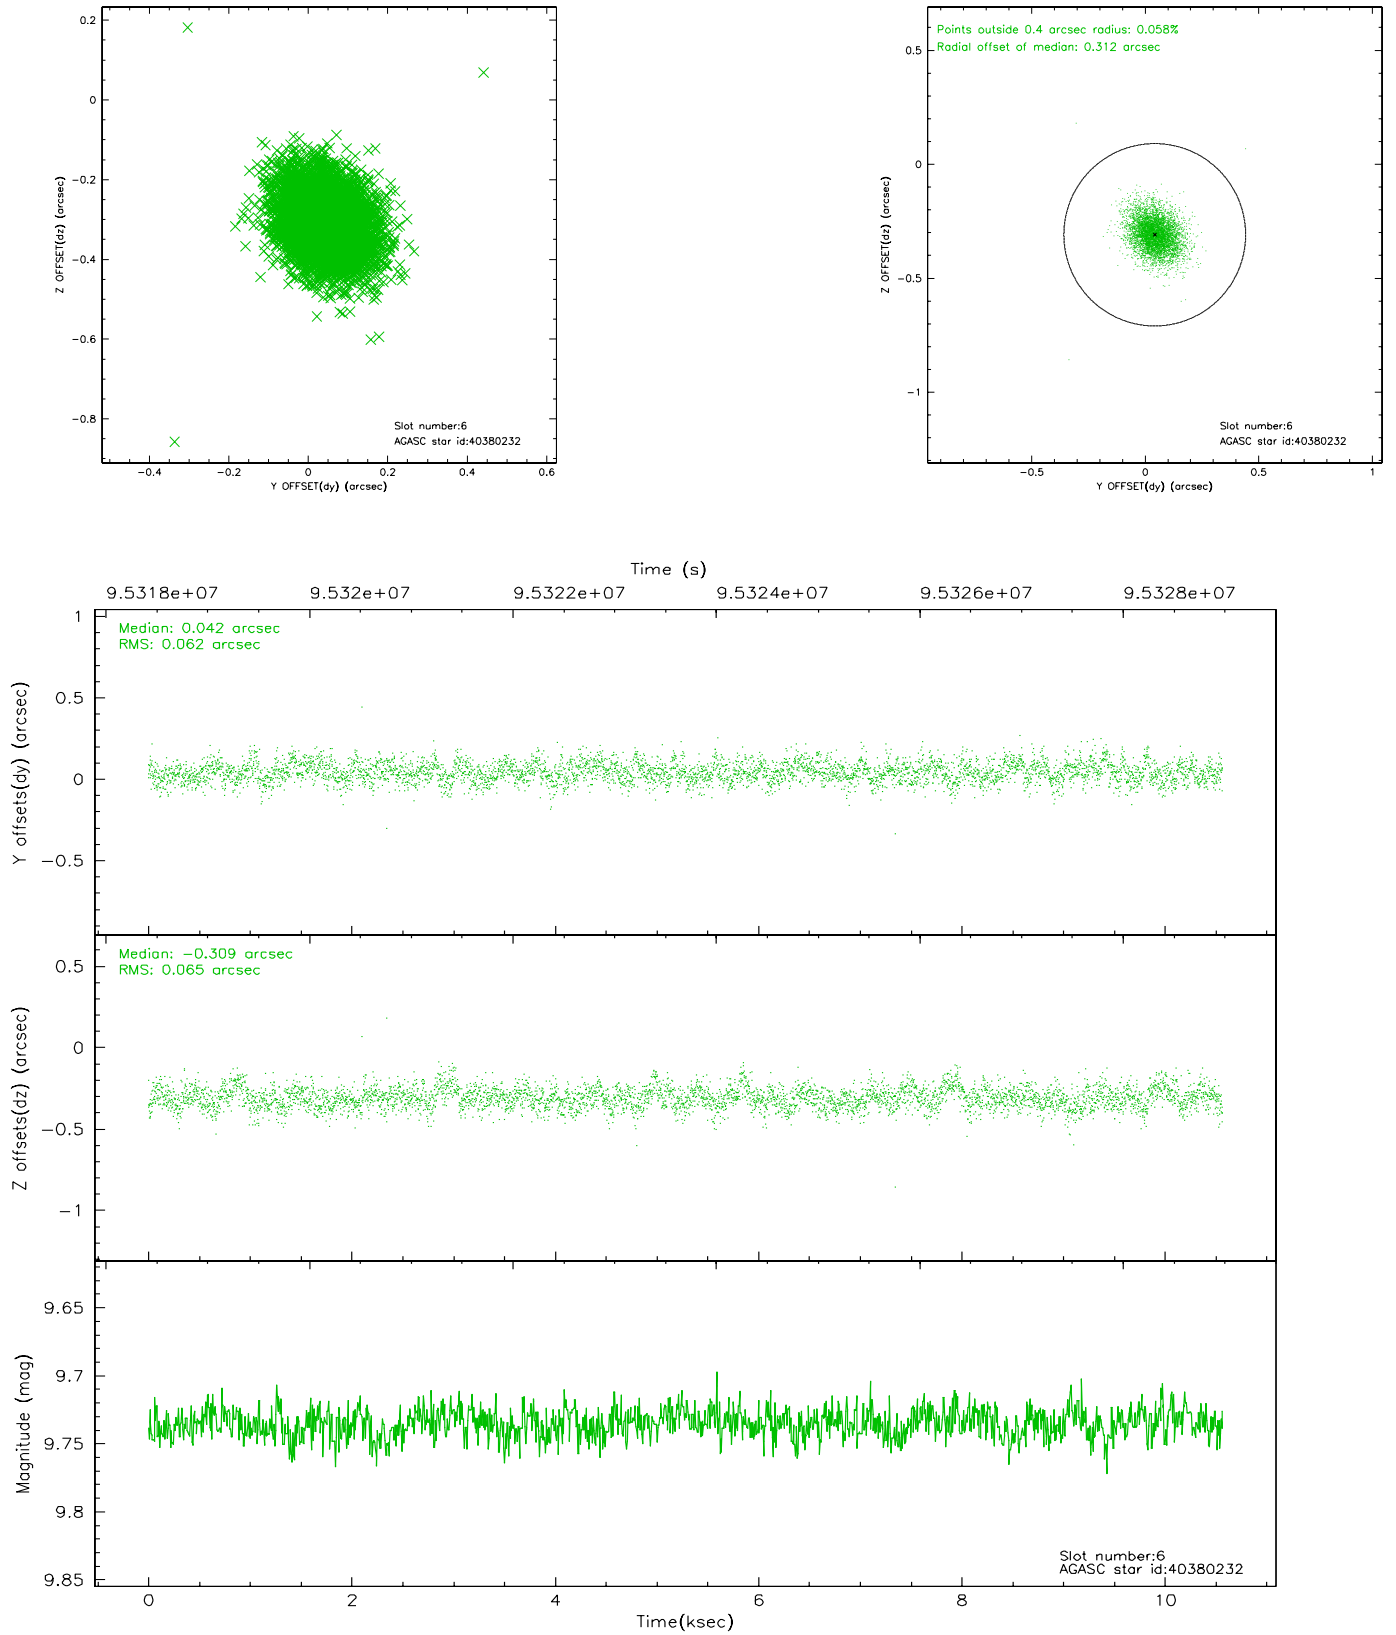 0.2
0
−0.2
−0.4
−0.6
−0.8
Z OFFSET(dz) (arcsec)
−0.4 −0.2 0 0.2 0.4 0.6
Y OFFSET(dy) (arcsec)
Slot number:6
AGASC star id:40380232
Points outside 0.4 arcsec radius: 0.058%
Radial offset of median: 0.312 arcsec
0.5
0
−0.5
−1
Z OFFSET(dz) (arcsec)
−0.5 0 0.5 1
Y OFFSET(dy) (arcsec)
Slot number:6
AGASC star id:40380232
Time (s)
9.5318e+07 9.532e+07 9.5322e+07 9.5324e+07 9.5326e+07 9.5328e+07
Median: 0.042 arcsec
RMS: 0.062 arcsec
1
0.5
0
−0.5
Y offsets(dy) (arcsec)
Median: −0.309 arcsec
RMS: 0.065 arcsec
0.5
0
−0.5
−1
Z offsets(dz) (arcsec)
9.65
9.7
9.75
9.8
9.85
Magnitude (mag)
Slot number:6
AGASC star id:40380232
0 2 4 6 8 10
Time(ksec)